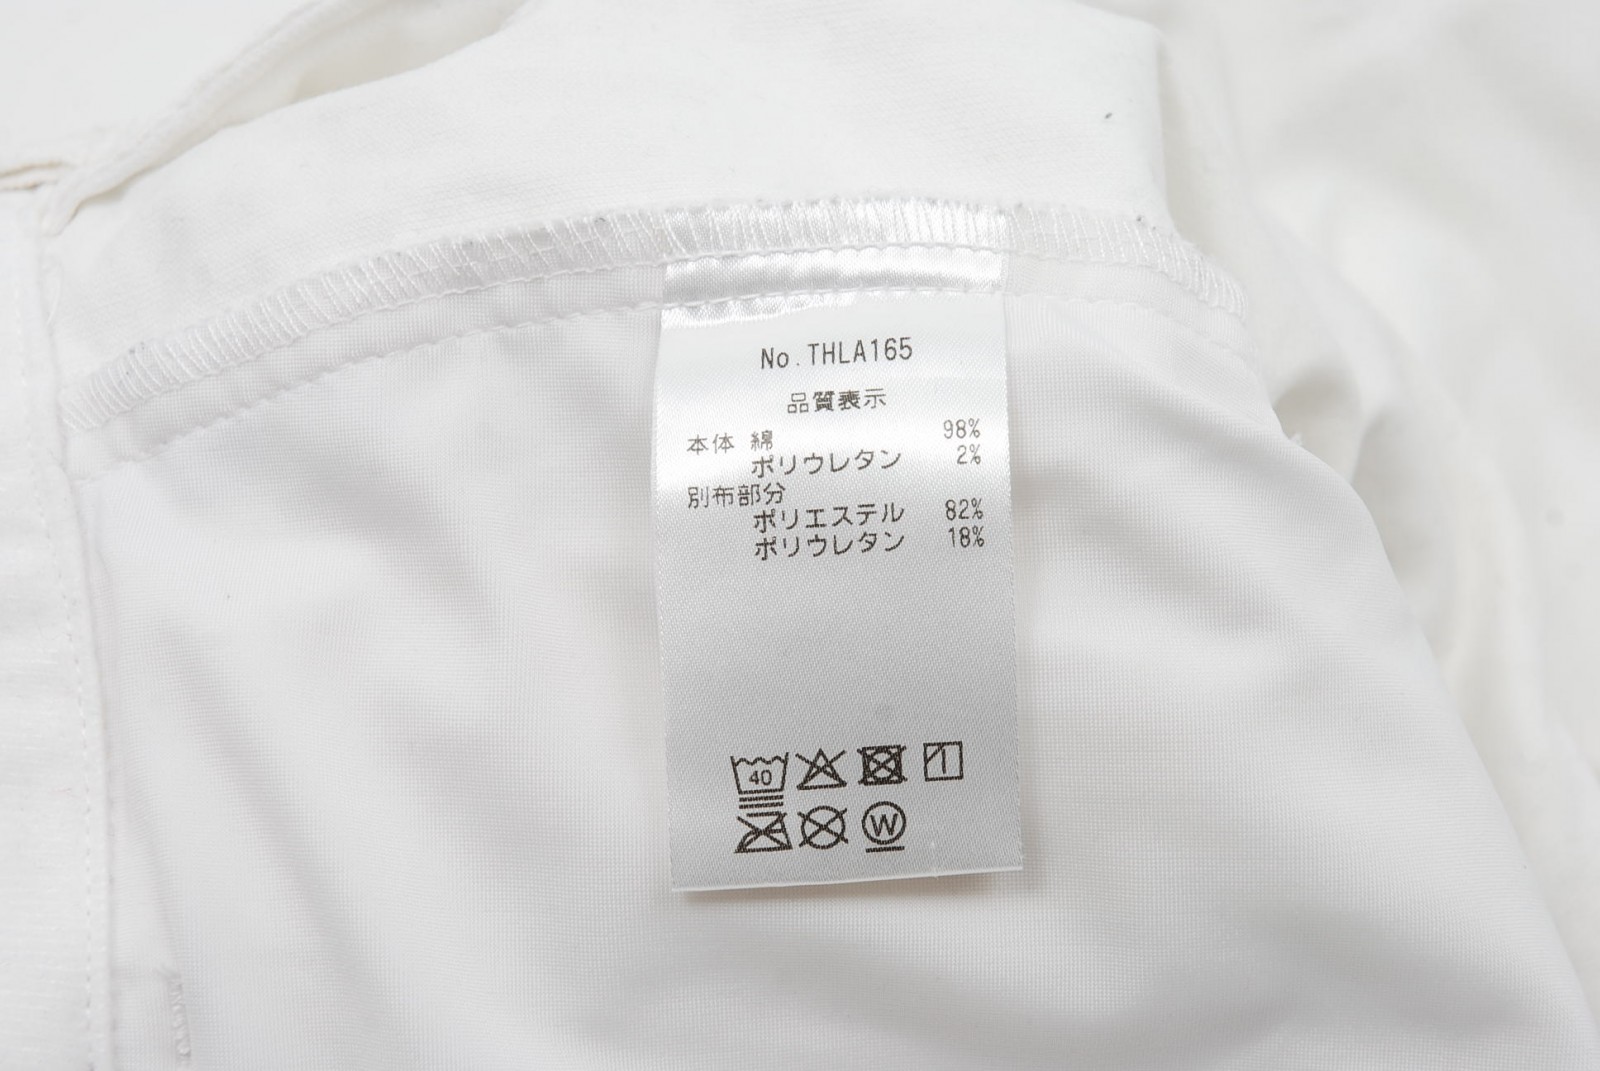 No.THLA165
品質表示
本体 綿 98%
ポリウレタン 2%
別布部分
ポリエステル 82%
ポリウレタン 18%
40
W